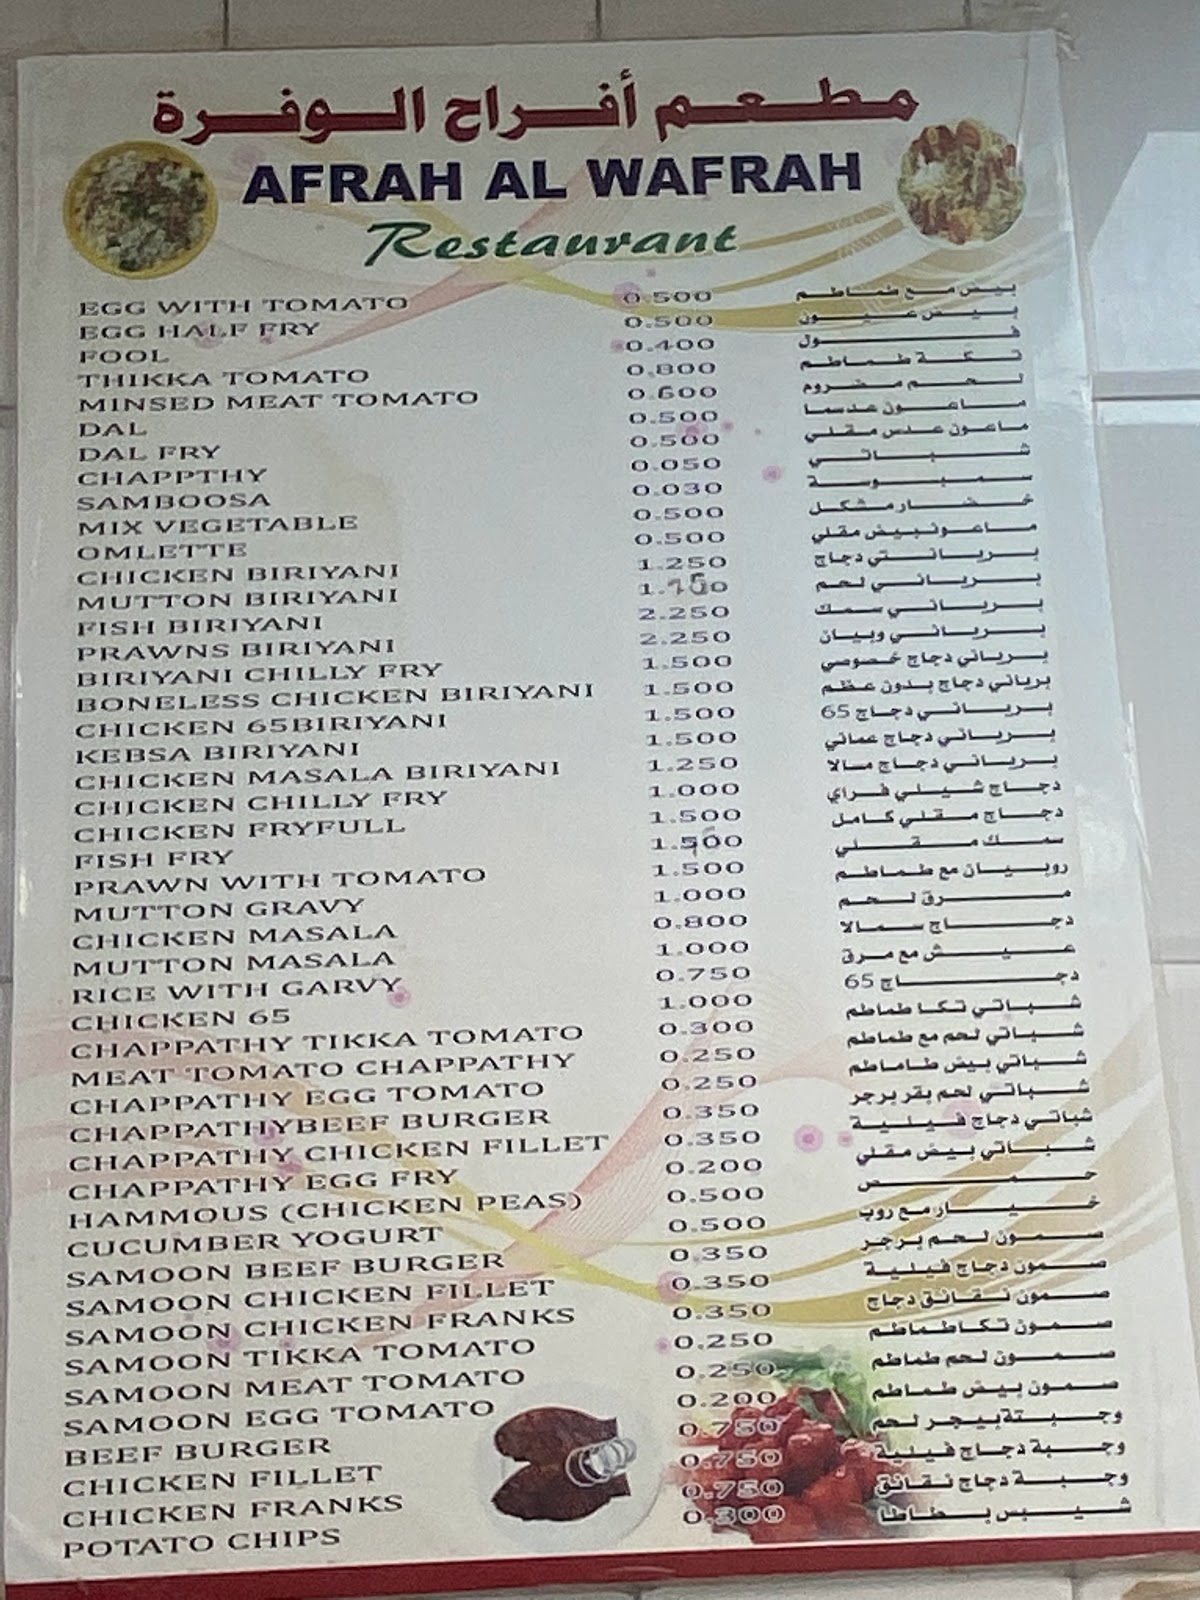 مطعم أفراح الوفرة
AFRAH AL WAFRAH
Restaurant
EGG WITH TOMATO
EGG HALF FRY
FOOL
THIKKA TOMATO
MINSED MEAT TOMATO
DAL
DAL FRY
CHAPPTHY
SAMBOOSA
MIX VEGETABLE
OMLETTE
CHICKEN BIRIYANI
MUTTON BIRIYANI
FISH BIRIYANI
PRAWNS BIRIYANI
BIRIYANI CHILLY FRY
BONELESS CHICKEN BIRIYANI
CHICKEN 65BIRIYANI
KEBSA BIRIYANI
CHICKEN MASALA BIRIYANI
CHICKEN CHILLY FRY
CHICKEN FRYFULL
FISH FRY
PRAWN WITH TOMATO
MUTTON GRAVY
CHICKEN MASALA
MUTTON MASALA
RICE WITH GARVY
CHICKEN 65
CHAPPATHY TIKKA TOMATO
MEAT TOMATO CHAPPATHY
CHAPPATHY EGG TOMATO
CHAPPATHYBEEF BURGER
CHAPPATHY CHICKEN FILLET
CHAPPATHY EGG FRY
HAMMOUS (CHICKEN PEAS)
CUCUMBER YOGURT
SAMOON BEEF BURGER
SAMOON CHICKEN FILLET
SAMOON CHICKEN FRANKS
SAMOON TIKKA TOMATO
SAMOON MEAT TOMATO
SAMOON EGG TOMATO
BEEF BURGER
CHICKEN FILLET
CHICKEN FRANKS
POTATO CHIPS
0.500
0.500
0.400
0.800
0.600
0.500
0.500
0.050
0.030
0.500
0.500
1.250
1.750
2.250
2.250
1.500
1.500
1.500
1.500
1.250
1.000
1.500
1.500
1.000
0.800
1.000
0.750
1.000
0.300
0.250
0.250
0.350
0.350
0.200
0.500
0.500
0.350
0.350
0.350
0.250
0.250
0.200
0.750
0.750
0.750
0.300
بيض مع طماطم
بيض عيون
فول
تكة طماطم
لحم مضروم
ماعون عدسما
ماعون عدس مقلي
شباتي
سمبوسة
خضار مشكل
ماعونبيض مقلي
بريانتي دجاج
برياني لحم
برياني سمك
برياني وبيان
برياني دجاج خصوصي
برياني دجاج بدون عظم
برياني دجاج 65
برياني دجاج عماني
برياني دجاج مالا
دجاج شيلي فراي
دجاج مقلي كامل
سمك مقلي
روبيان مع طماطم
مرق لحم
دجاج سمالا
عيش مع مرق
دجاج 65
شباتي تكا طماطم
شباتي لحم مع طماطم
شباتي بيض طاماطم
شباتي لحم بقر برجر
شباتي دجاج فيلية
شباتي بيض مقلي
حمص
خيار مع روب
صمون لحم برجر
صمون دجاج فيلية
صمون نقانق دجاج
صمون تكا طماطم
صمون لحم طماطم
صمون بيض طماطم
وجبتة بيجر لحم
وجبة دجاج فيلية
وجبة دجاج نقانق
شيبس بطاطا